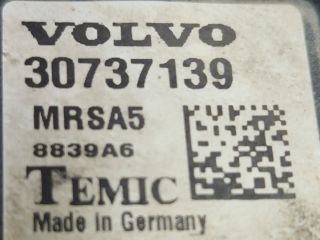 VOLVO
30737139
MRSA5
8839A6
TEMIC
Made in Germany